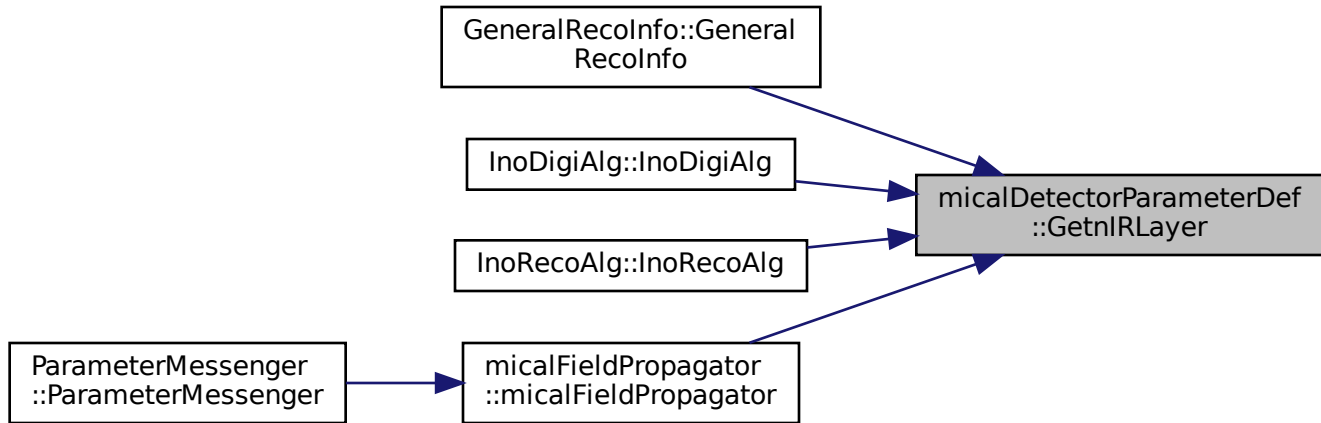 GeneralRecoInfo::General
RecoInfo
InoDigiAlg::InoDigiAlg
micalDetectorParameterDef
::GetnIRLayer
InoRecoAlg::InoRecoAlg
ParameterMessenger
::ParameterMessenger
micalFieldPropagator
::micalFieldPropagator